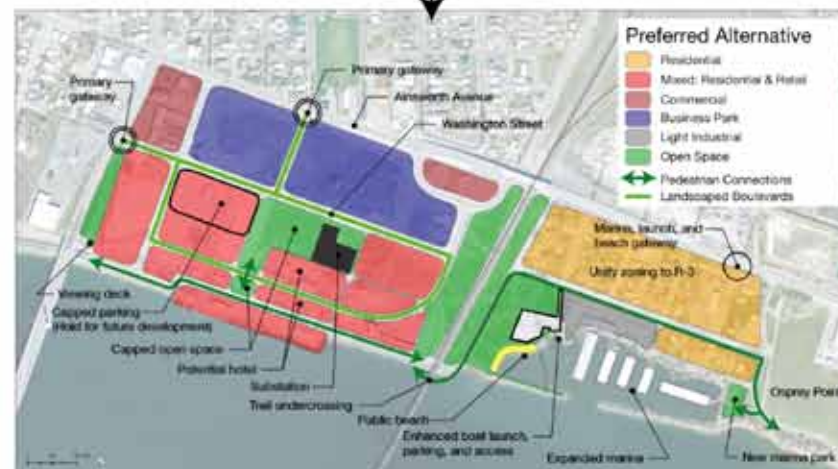 Preferred Alternative
Residential
Mixed: Residential & Retail
Commercial
Business Park
Light Industrial
Open Space
Pedestrian Connections
Landscaped Boulevards
Primary gateway
Ainsworth Avenue
Washington Street
Primary
gateway
Marina, launch, and
beach gateway
Unify zoning to R-3
Viewing deck
Capped parking
(Hold for future development)
Capped open space
Potential hotel
Substation
Trail undercrossing
Public beach
Enhanced boat launch,
parking, and access
Expanded marina
New marina park
Osprey Point